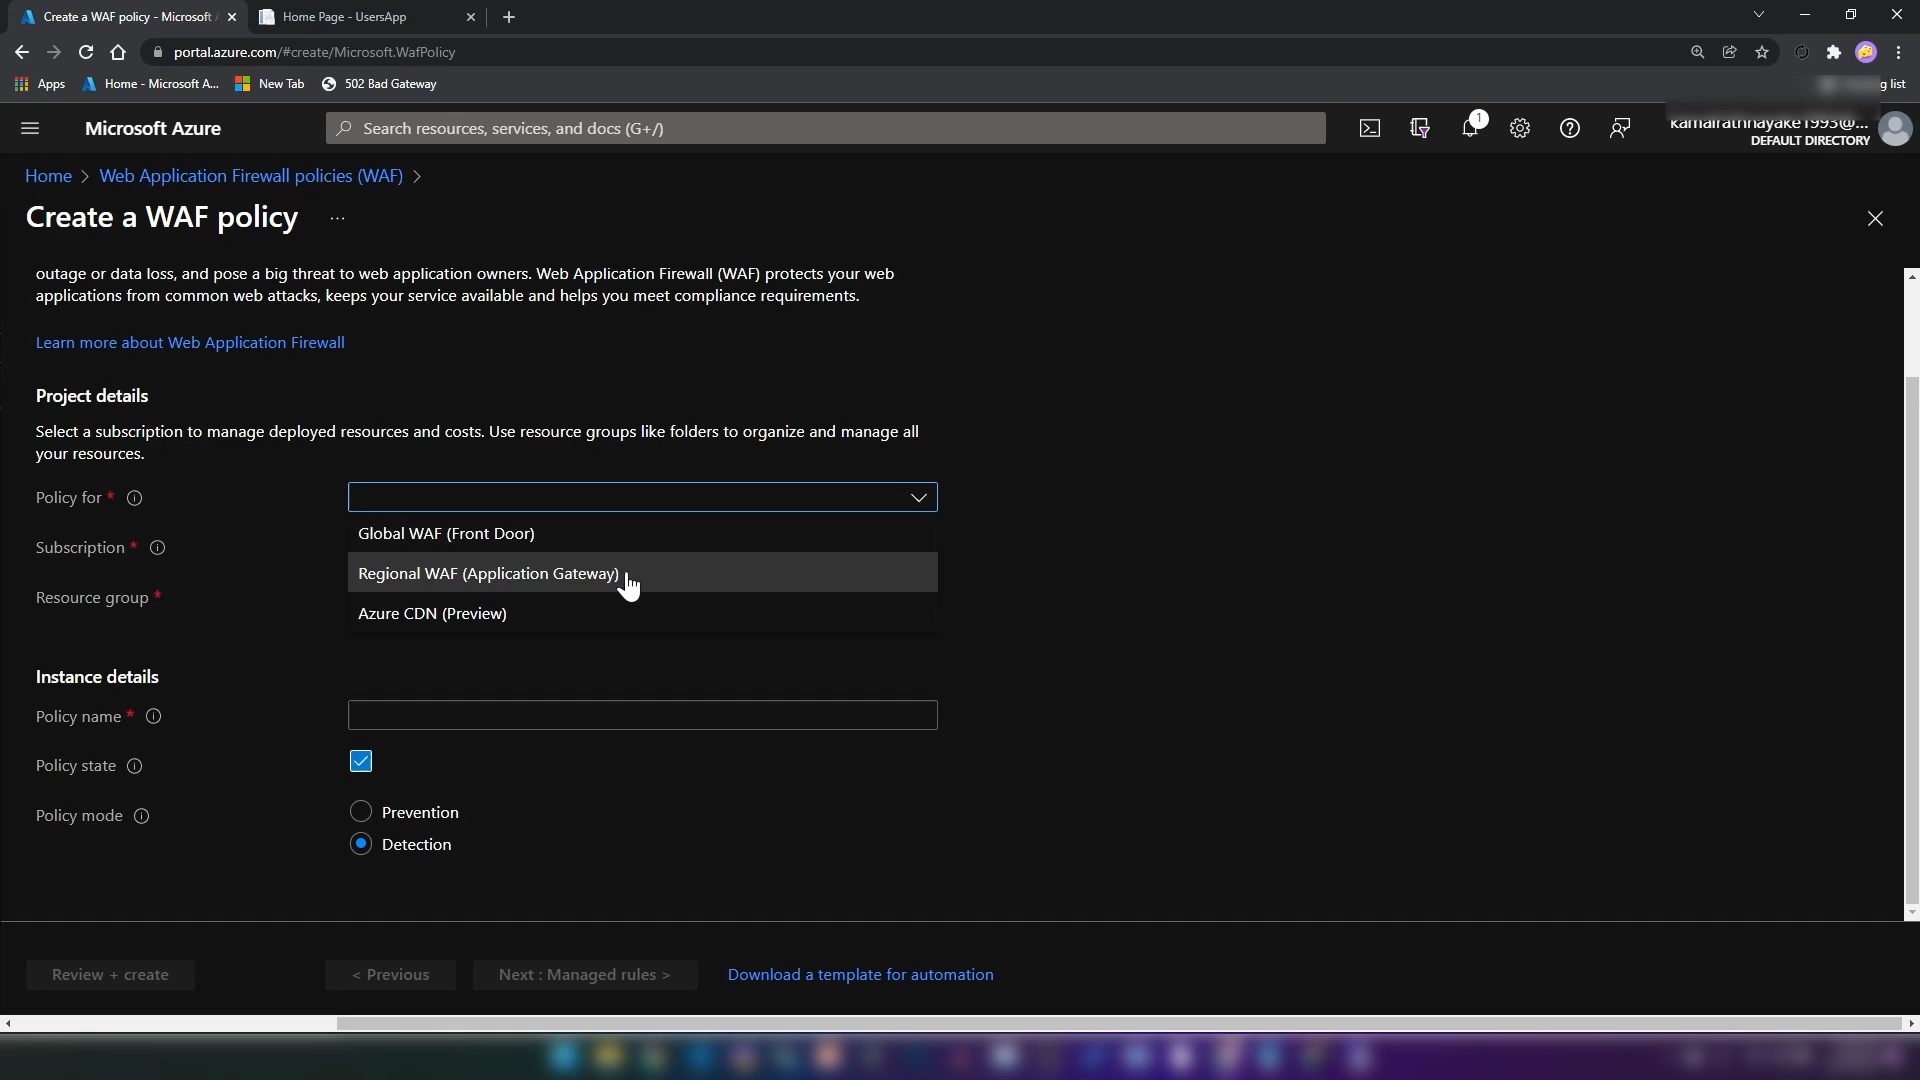 Create a WAF policy - Microsoft
Home Page - UsersApp
portal.azure.com/#create/Microsoft.WafPolicy
Apps
Home - Microsoft A...
New Tab
502 Bad Gateway
g list
Microsoft Azure
Search resources, services, and docs (G+/)
1
kamalrathnayake1993@...
DEFAULT DIRECTORY
Home > Web Application Firewall policies (WAF) >
Create a WAF policy ...
outage or data loss, and pose a big threat to web application owners. Web Application Firewall (WAF) protects your web
applications from common web attacks, keeps your service available and helps you meet compliance requirements.
Learn more about Web Application Firewall
Project details
Select a subscription to manage deployed resources and costs. Use resource groups like folders to organize and manage all
your resources.
Policy for *
Global WAF (Front Door)
Subscription *
Regional WAF (Application Gateway)
Resource group *
Azure CDN (Preview)
Instance details
Policy name *
Policy state
Policy mode
Prevention
Detection
Review + create
< Previous
Next : Managed rules >
Download a template for automation